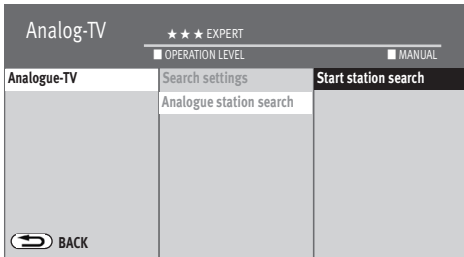 Analog-TV
★ ★ ★ EXPERT
OPERATION LEVEL
MANUAL
Analogue-TV
Search settings
Start station search
Analogue station search
BACK